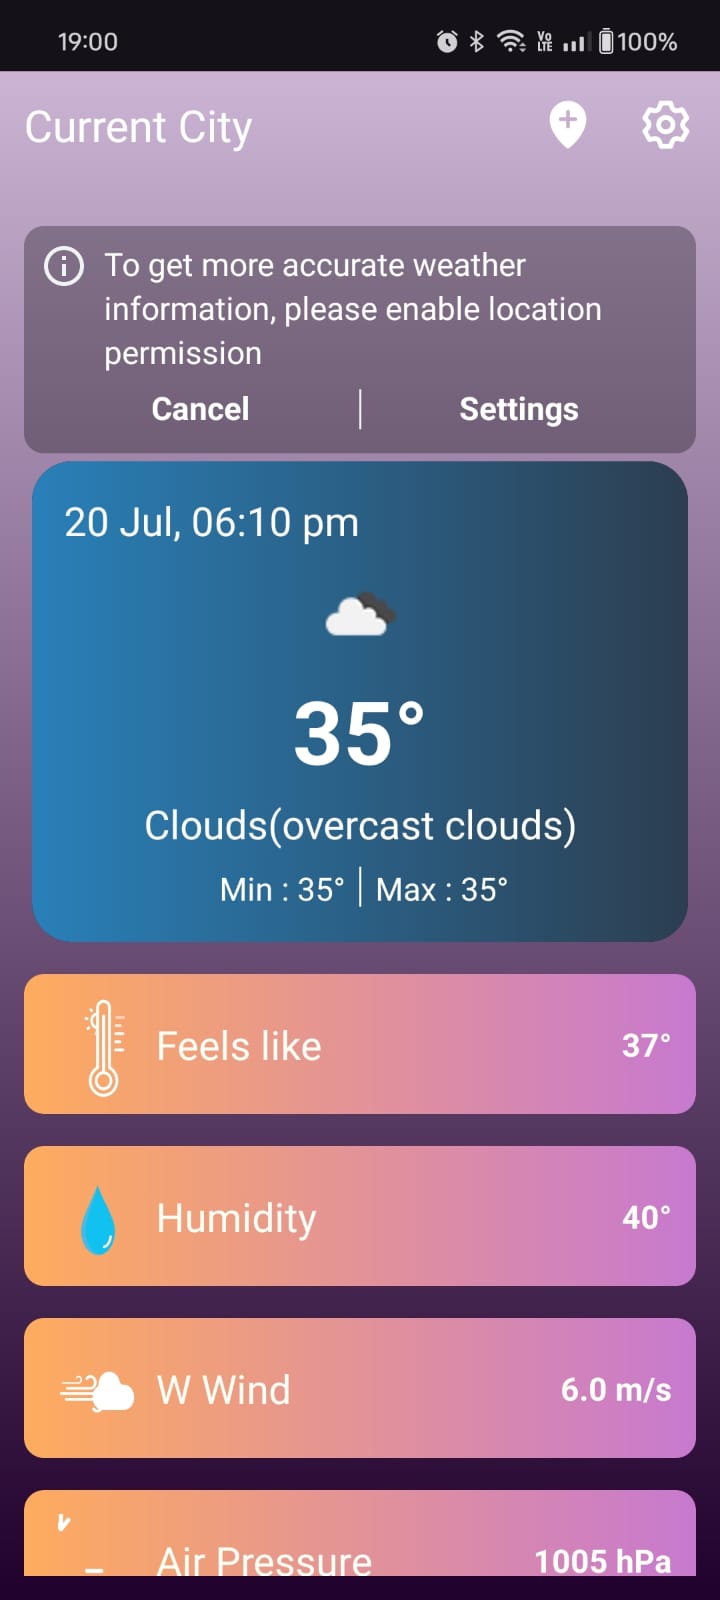 19:00
Vo LTE
100%
Current City
To get more accurate weather
information, please enable location
permission
Cancel
Settings
20 Jul, 06:10 pm
35°
Clouds(overcast clouds)
Min : 35° | Max : 35°
Feels like
37°
Humidity
40°
W Wind
6.0 m/s
Air Pressure
1005 hPa